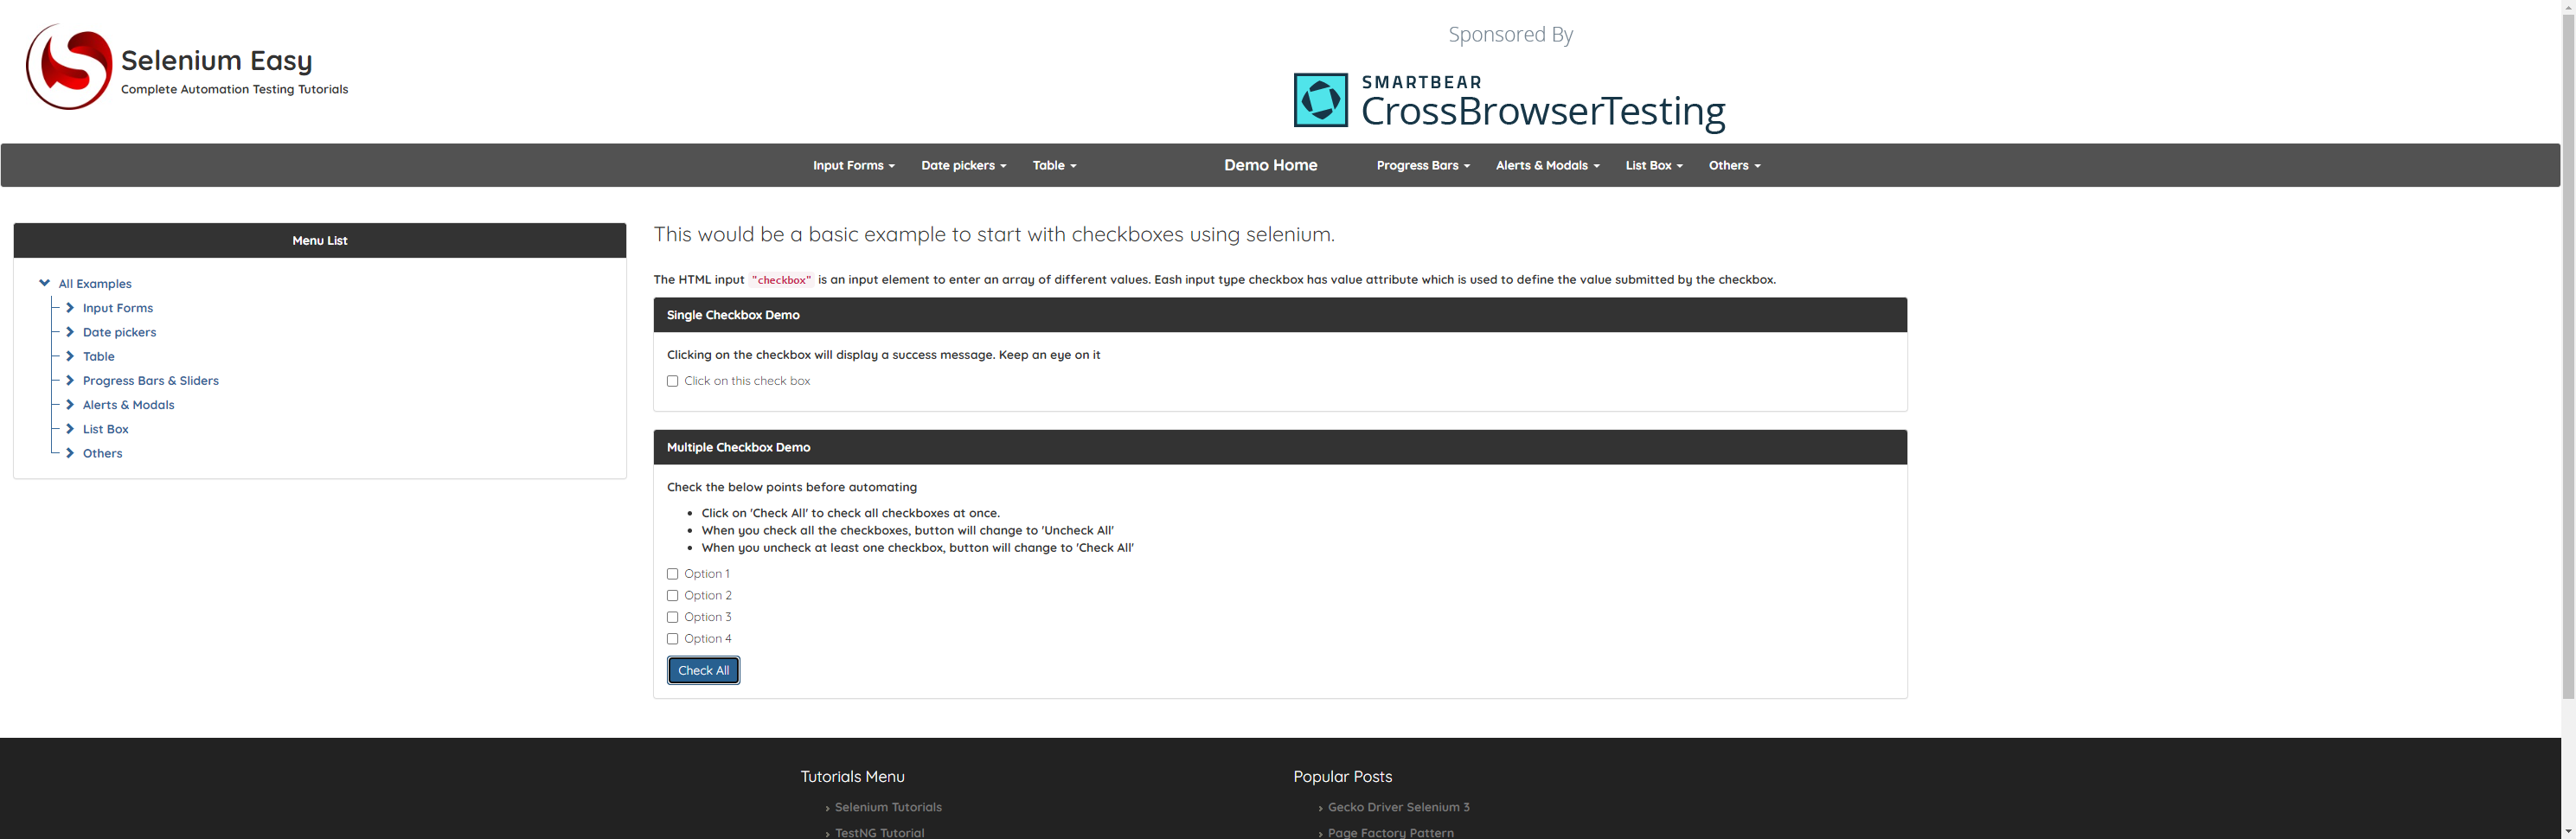 Selenium Easy
Complete Automation Testing Tutorials
Sponsored By
SMARTBEAR
CrossBrowserTesting
Input Forms
Date pickers
Table
Demo Home
Progress Bars
Alerts & Modals
List Box
Others
Menu List
All Examples
Input Forms
Date pickers
Table
Progress Bars & Sliders
Alerts & Modals
List Box
Others
This would be a basic example to start with checkboxes using selenium.
The HTML input "checkbox" is an input element to enter an array of different values. Eash input type checkbox has value attribute which is used to define the value submitted by the checkbox.
Single Checkbox Demo
Clicking on the checkbox will display a success message. Keep an eye on it
Click on this check box
Multiple Checkbox Demo
Check the below points before automating
Click on 'Check All' to check all checkboxes at once.
When you check all the checkboxes, button will change to 'Uncheck All'
When you uncheck at least one checkbox, button will change to 'Check All'
Option 1
Option 2
Option 3
Option 4
Check All
Tutorials Menu
Selenium Tutorials
TestNG Tutorial
Popular Posts
Gecko Driver Selenium 3
Page Factory Pattern